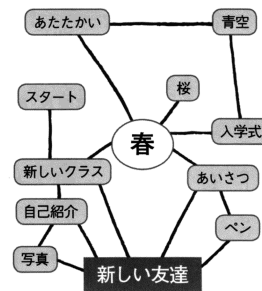 あたたかい
青空
桜
スタート
春
入学式
新しいクラス
あいさつ
自己紹介
ペン
写真
新しい友達